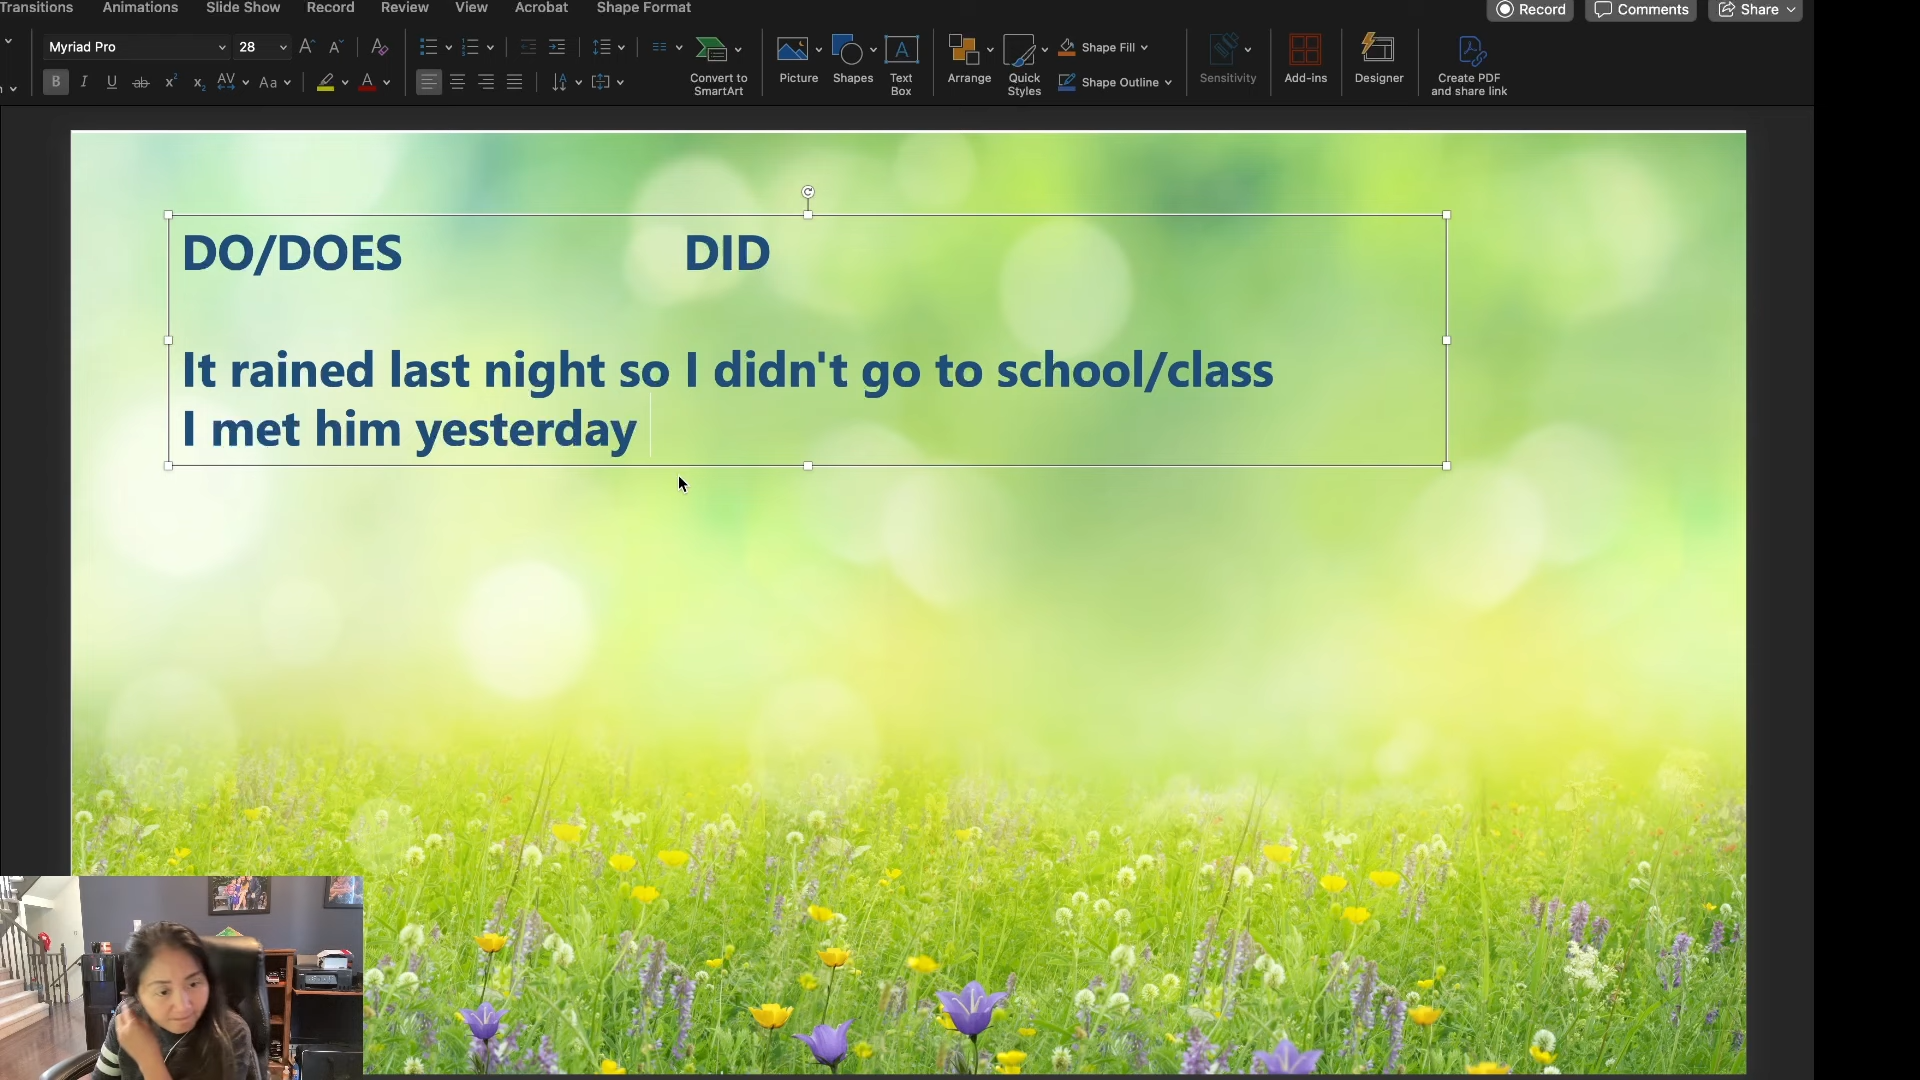 Transitions Animations Slide Show Record Review View Acrobat Shape Format
Record Comments Share
Myriad Pro 28
Convert to SmartArt
Picture Shapes Text Box
Arrange Quick Styles
Shape Fill
Shape Outline
Sensitivity Add-ins Designer
Create PDF and share link
DO/DOES DID
It rained last night so I didn't go to school/class
I met him yesterday